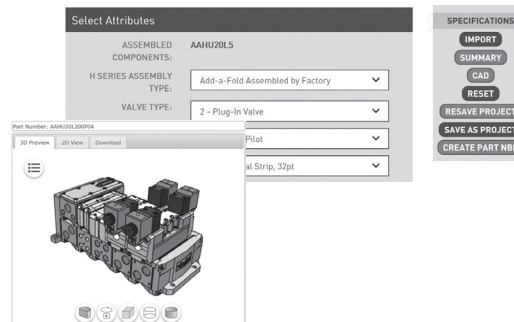 Select Attributes
ASSEMBLED
COMPONENTS:
AAHU20L5
H SERIES ASSEMBLY
TYPE:
Add-a-Fold Assembled by Factory
VALVE TYPE:
2 - Plug-In Valve
Pilot
al Strip, 32pt
Part Number: AAHU20L200P04
3D Preview
2D View
Download
SPECIFICATIONS
IMPORT
SUMMARY
CAD
RESET
RESAVE PROJECT
SAVE AS PROJECT
CREATE PART NB